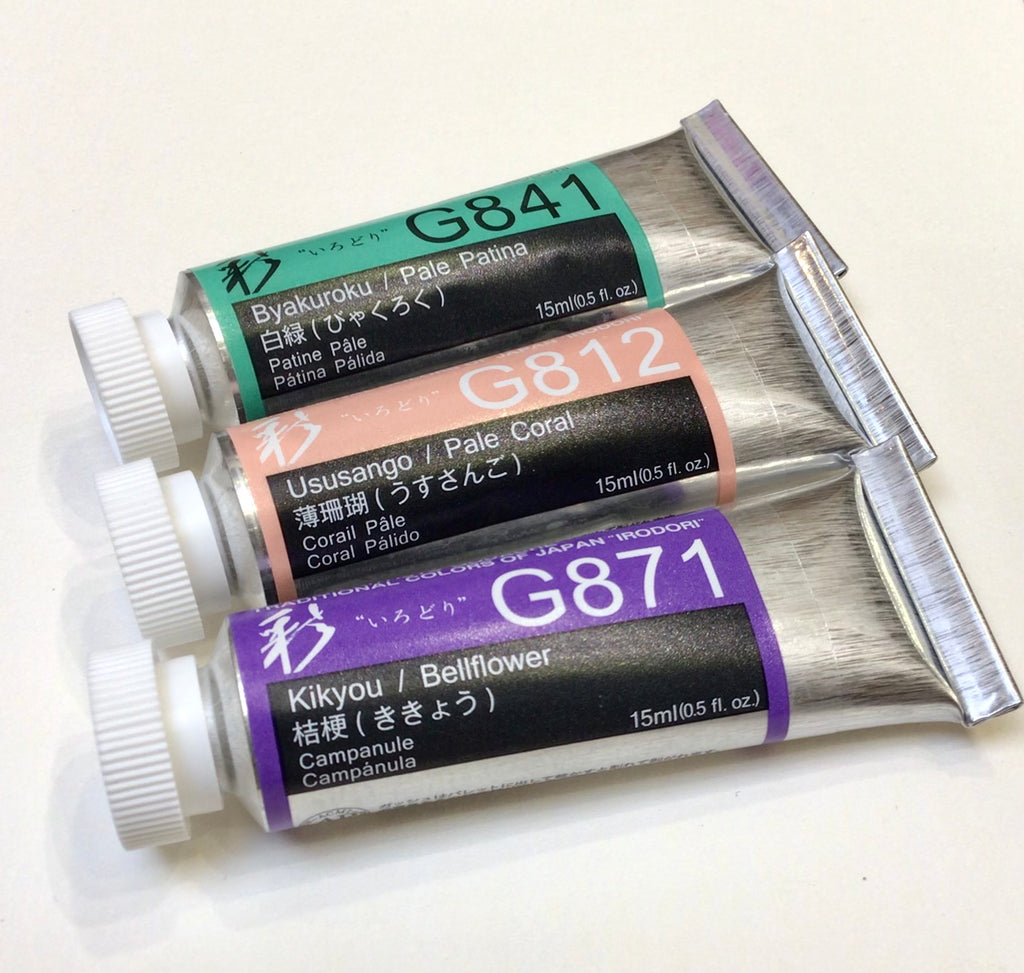 彩 "いろどり" G841
Byakuroku / Pale Patina
白緑(びゃくろく)
Patine Pâle
Pátina Pálida
15ml(0.5 fl. oz.)
彩 "いろどり" G812
Ususango / Pale Coral
薄珊瑚(うすさんご)
Corail Pâle
Coral Pálido
15ml(0.5 fl. oz.)
TRADITIONAL COLORS OF JAPAN "IRODORI"
彩 "いろどり" G871
Kikyou / Bellflower
桔梗(ききょう)
Campanule
Campánula
15ml(0.5 fl. oz.)